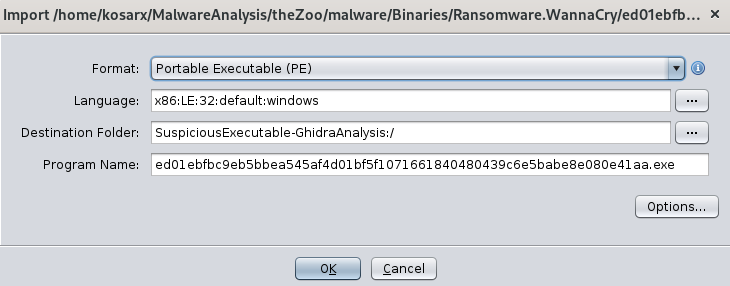 Import /home/kosarx/MalwareAnalysis/theZoo/malware/Binaries/Ransomware.WannaCry/ed01ebfb... ×
Format: Portable Executable (PE)
Language: x86:LE:32:default:windows ...
Destination Folder: SuspiciousExecutable-GhidraAnalysis:/ ...
Program Name: ed01ebfbc9eb5bbea545af4d01bf5f1071661840480439c6e5babe8e080e41aa.exe
Options...
OK Cancel